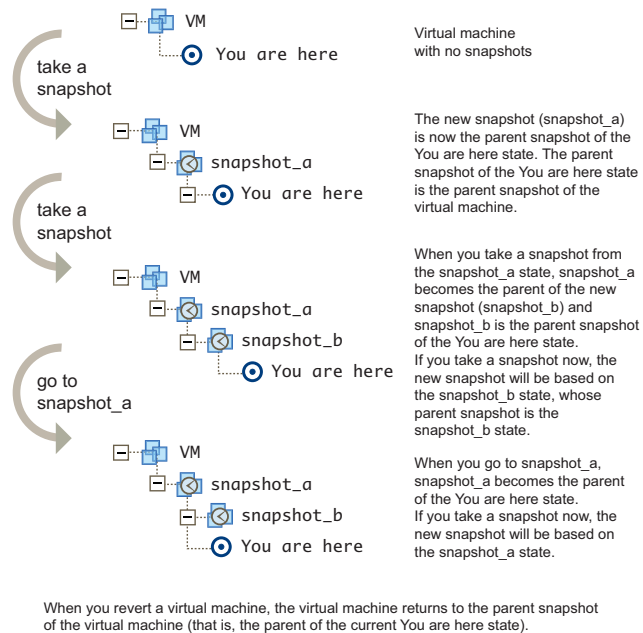 VM
You are here
Virtual machine
with no snapshots
take a
snapshot
VM
snapshot_a
You are here
The new snapshot (snapshot_a)
is now the parent snapshot of the
You are here state. The parent
snapshot of the You are here state
is the parent snapshot of the
virtual machine.
take a
snapshot
VM
snapshot_a
snapshot_b
You are here
When you take a snapshot from
the snapshot_a state, snapshot_a
becomes the parent of the new
snapshot (snapshot_b) and
snapshot_b is the parent snapshot
of the You are here state.
If you take a snapshot now, the
new snapshot will be based on
the snapshot_b state, whose
parent snapshot is the
snapshot_b state.
go to
snapshot_a
VM
snapshot_a
snapshot_b
You are here
When you go to snapshot_a,
snapshot_a becomes the parent
of the You are here state.
If you take a snapshot now, the
new snapshot will be based on
the snapshot_a state.
When you revert a virtual machine, the virtual machine returns to the parent snapshot
of the virtual machine (that is, the parent of the current You are here state).